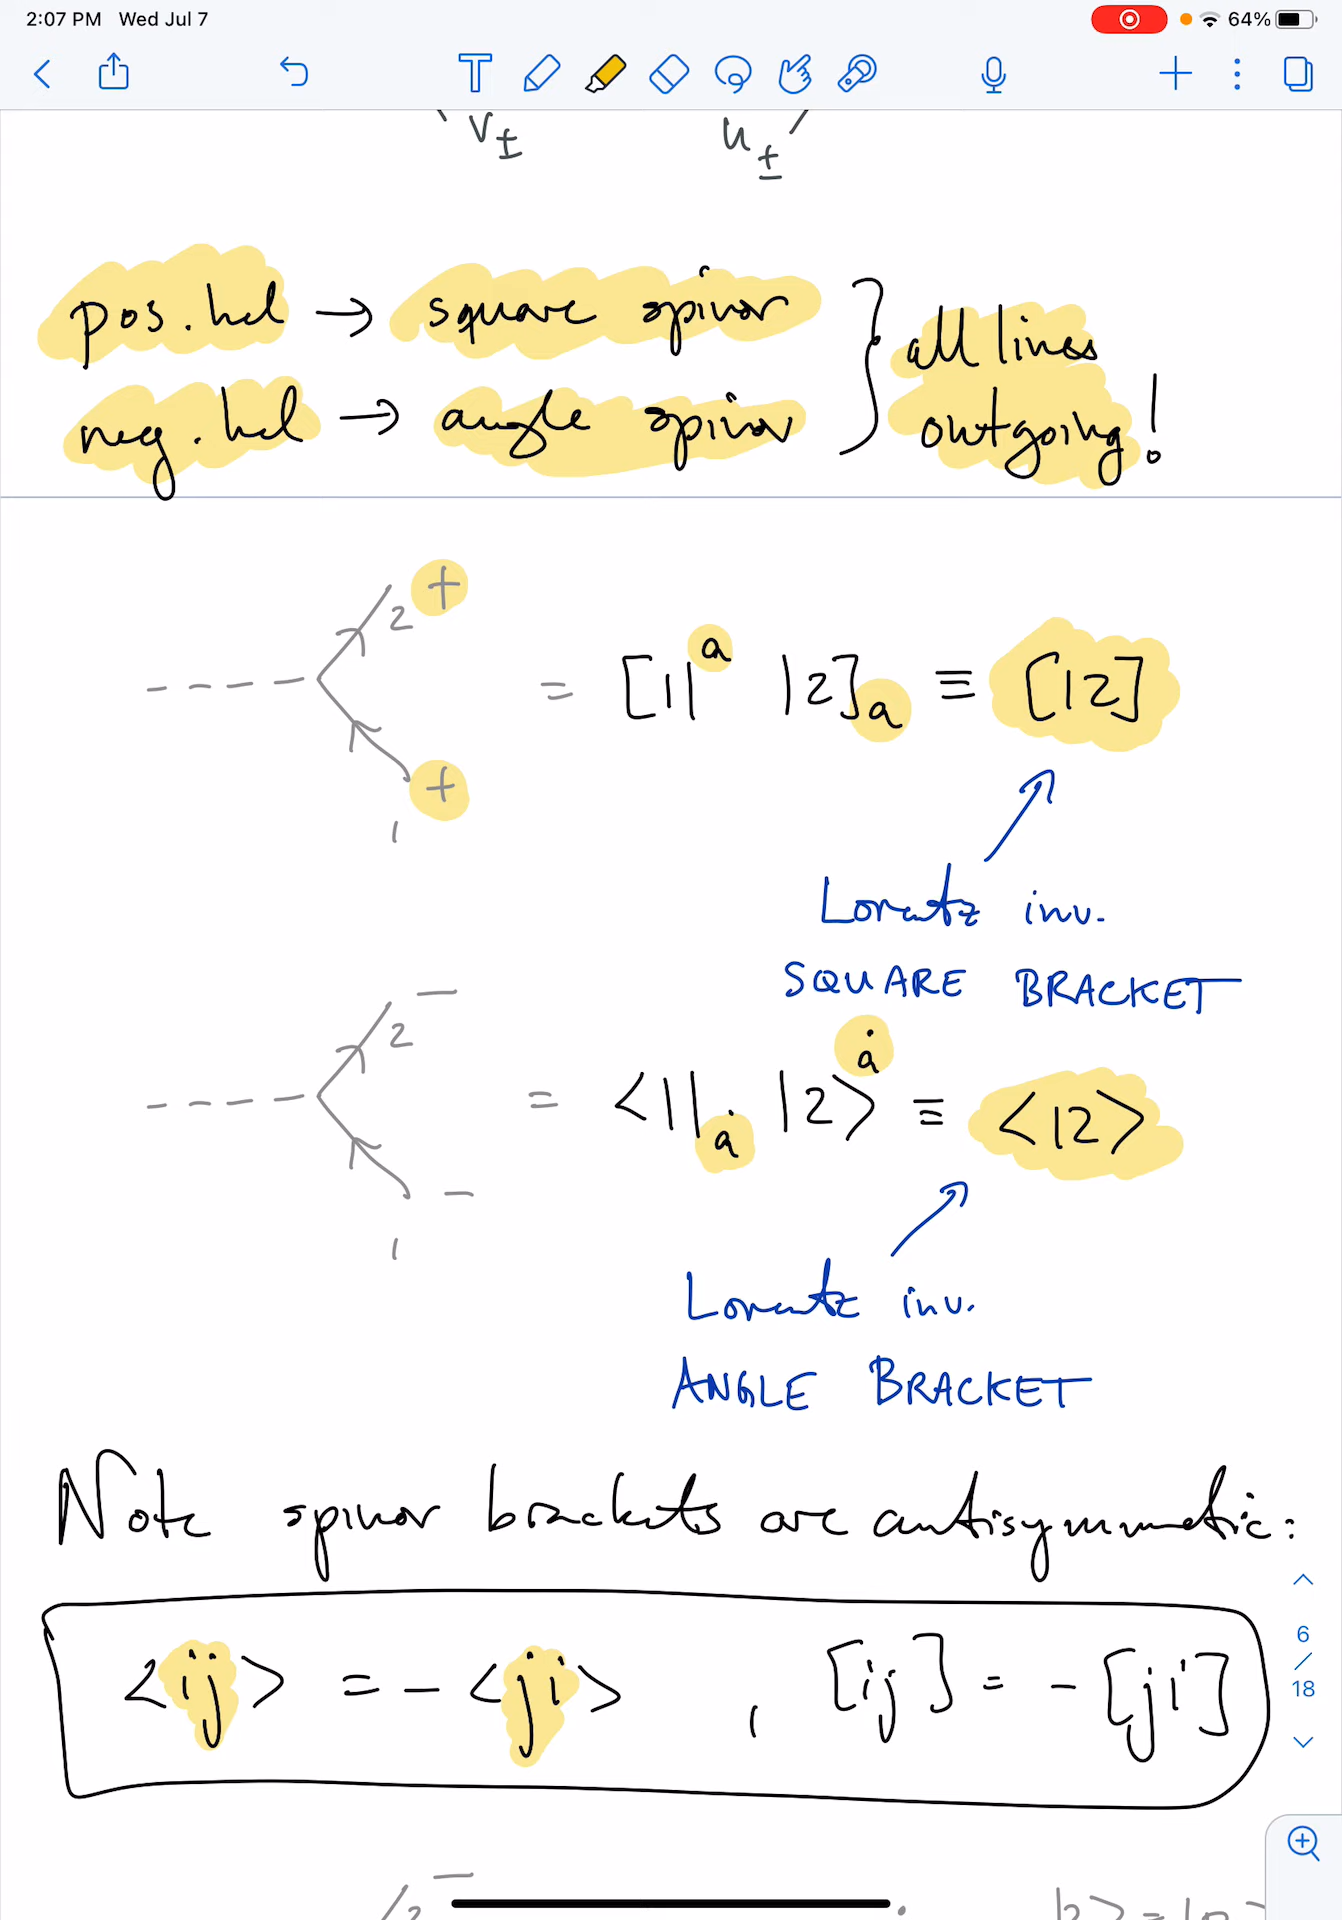 2:07 PM Wed Jul 7
64%
T
v± u±
pos. hel → square spinor } all lines
neg. hel → angle spinor } outgoing!
2 +
= [1|ᵃ |2]ₐ ≡ [12]
+
1
Lorentz inv.
SQUARE BRACKET
2 −
= <1|ȧ |2>ȧ ≡ <12>
−
1
Lorentz inv.
ANGLE BRACKET
Note spinor brackets are antisymmetric:
<ij> = − <ji> , [ij] = − [ji]
6
/
18
2 −